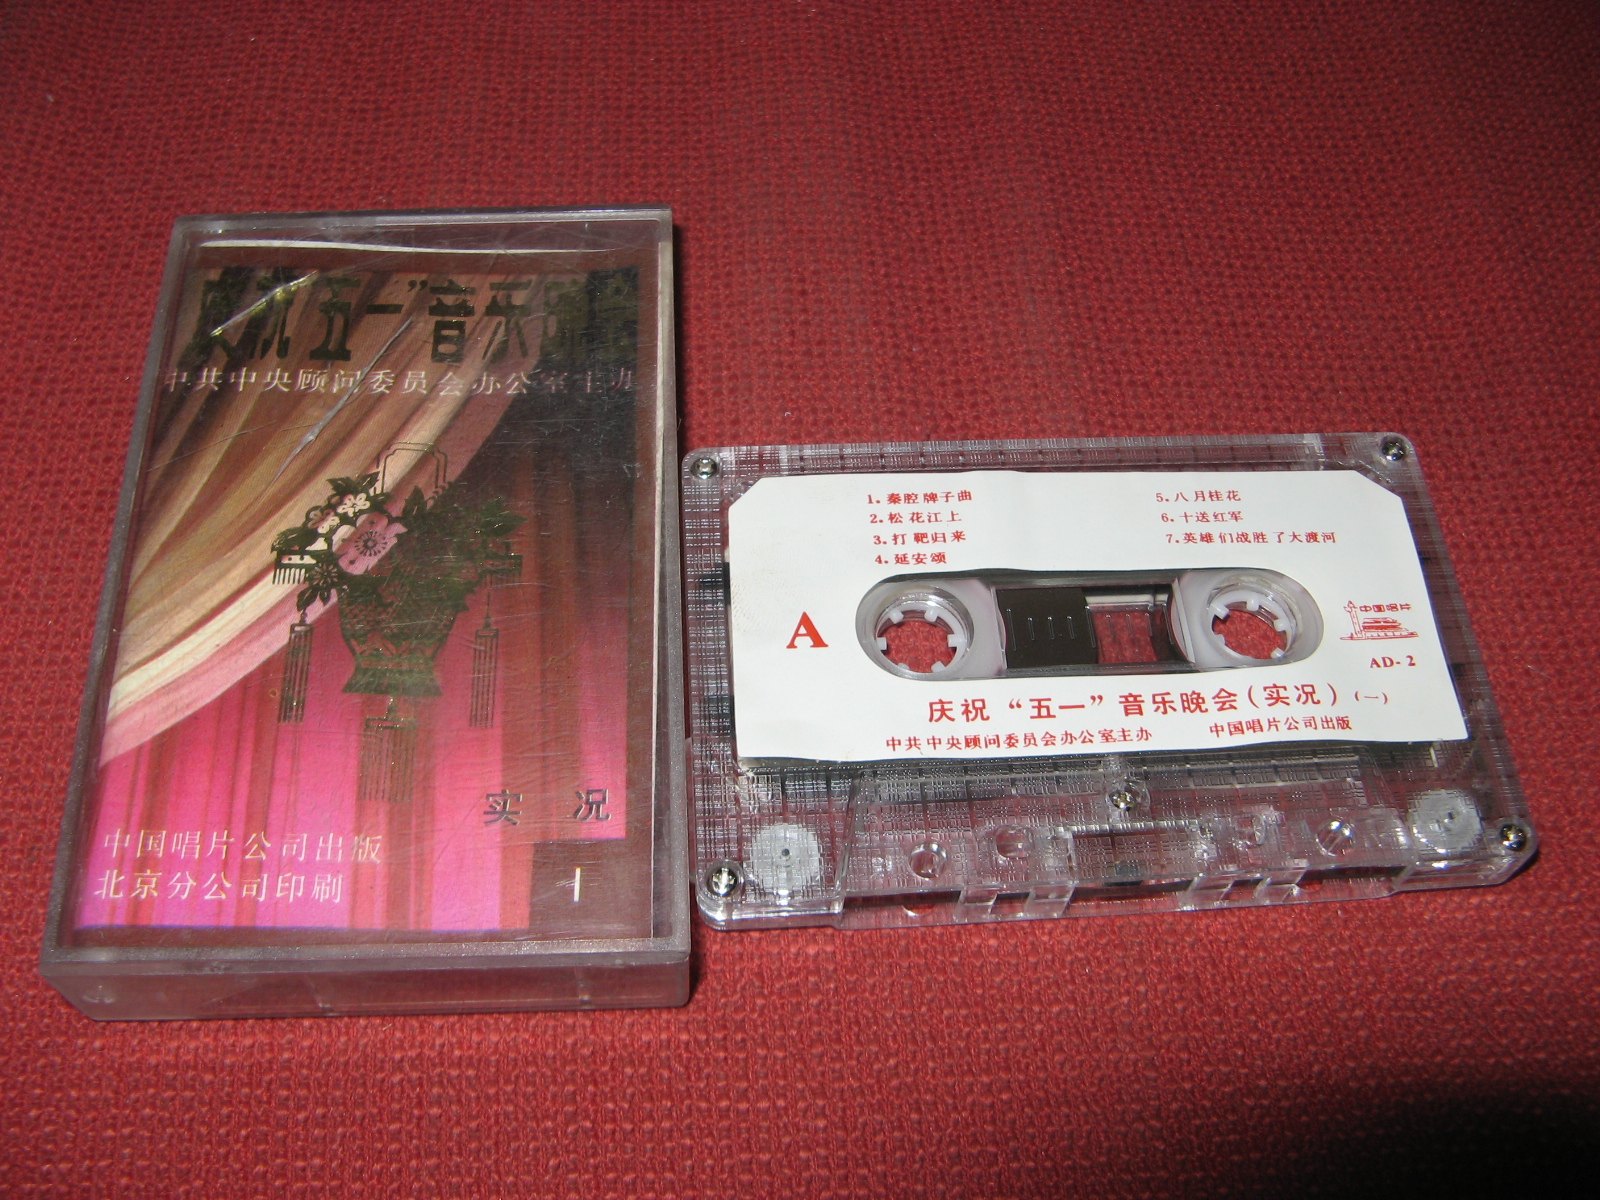 庆祝“五一”音乐晚会
中共中央顾问委员会办公室主办
实 况
中国唱片公司出版
北京分公司印刷
I
1.秦腔牌子曲
2.松花江上
3.打靶归来
4.延安颂
5.八月桂花
6.十送红军
7.英雄们战胜了大渡河
A
中国唱片
AD-2
庆祝“五一”音乐晚会(实况)(一)
中共中央顾问委员会办公室主办 中国唱片公司出版